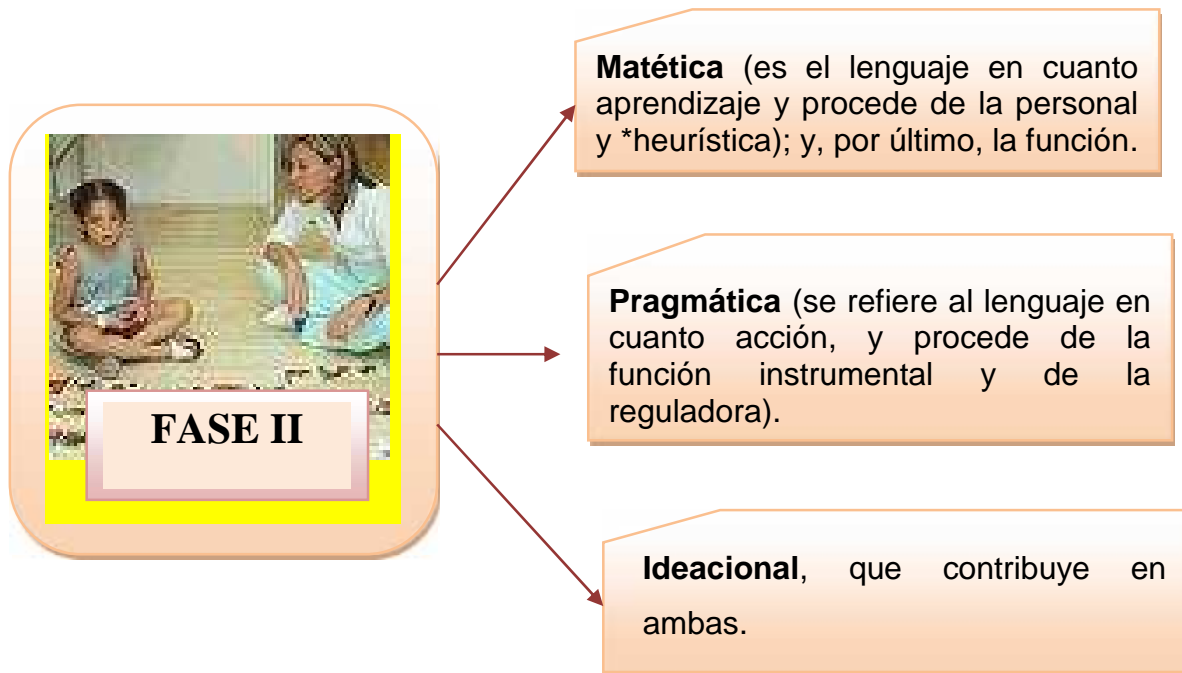 FASE II
Matética (es el lenguaje en cuanto
aprendizaje y procede de la personal
y *heurística); y, por último, la función.
Pragmática (se refiere al lenguaje en
cuanto acción, y procede de la
función instrumental y de la
reguladora).
Ideacional, que contribuye en
ambas.